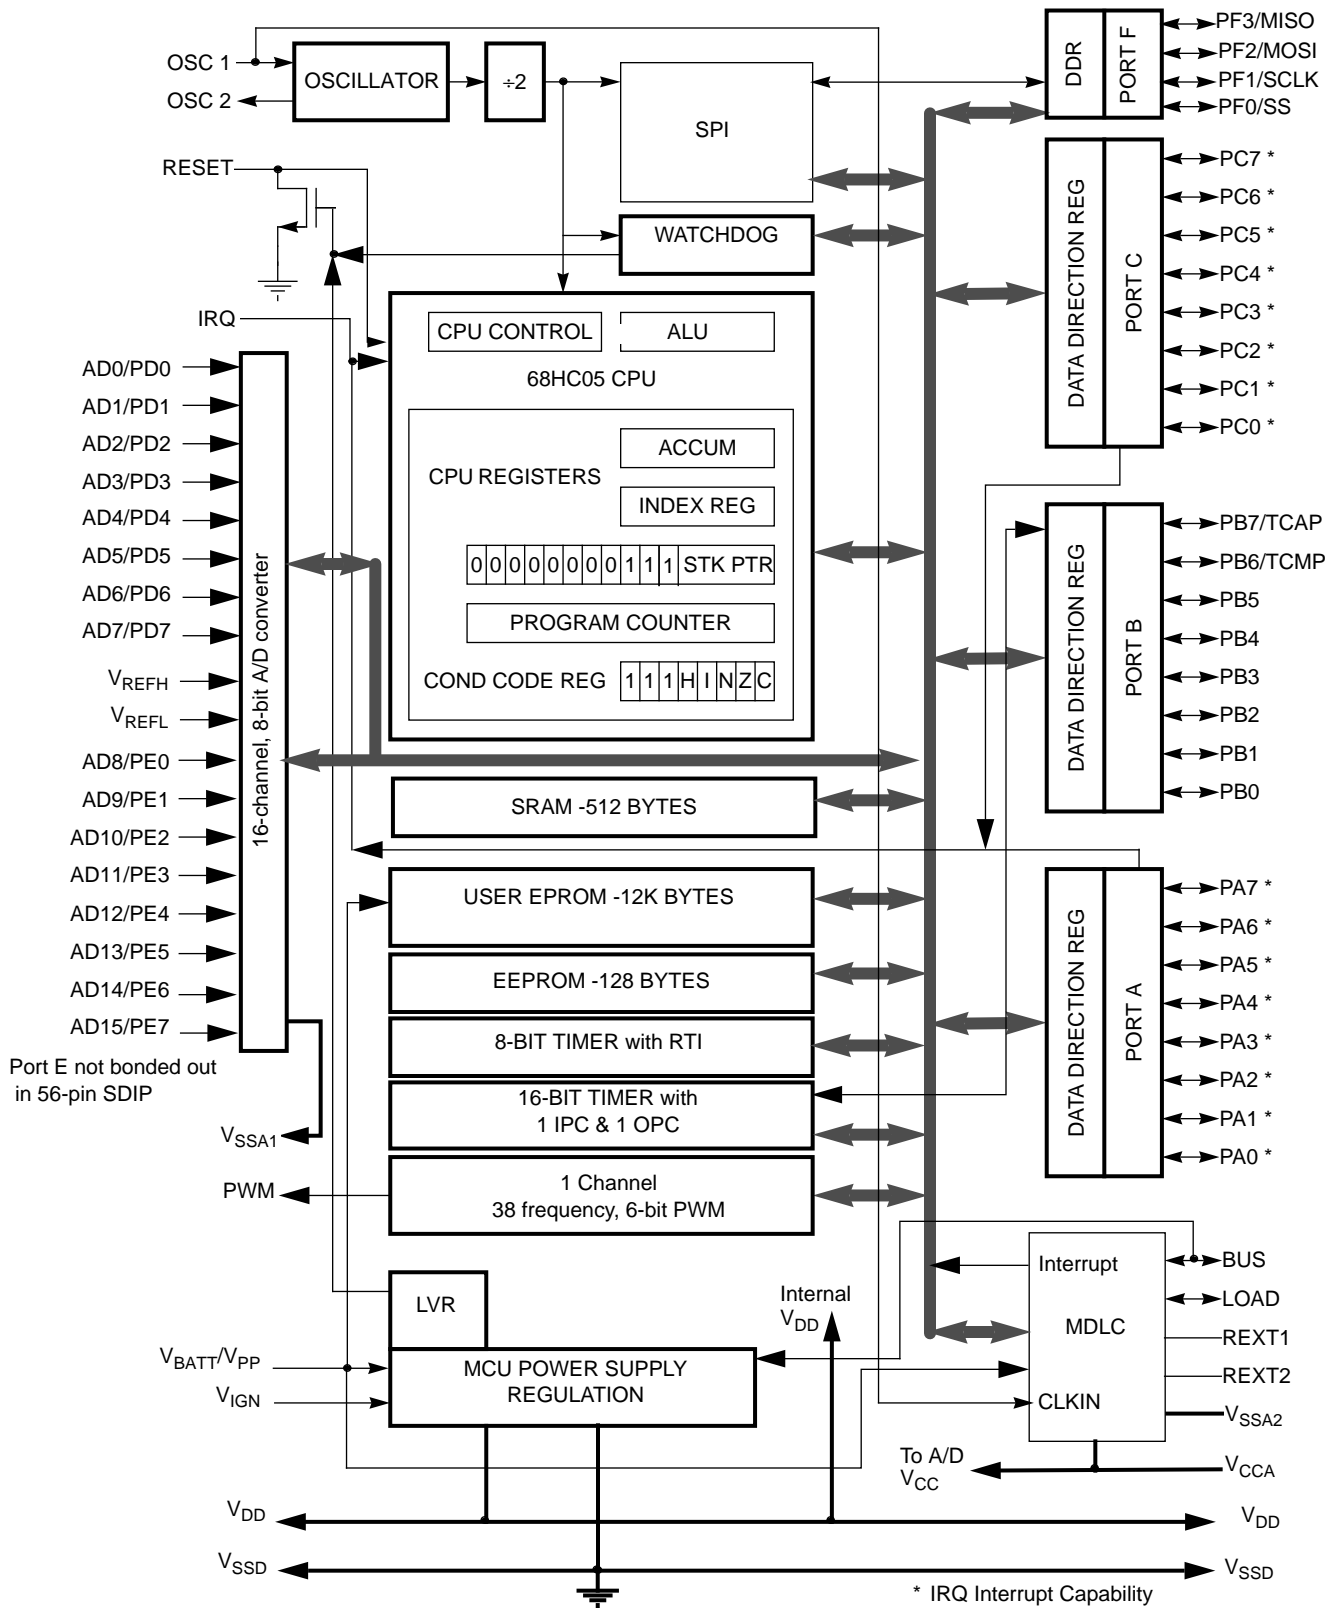 OSC 1
OSC 2
OSCILLATOR
÷2
SPI
DDR
PORT F
PF3/MISO
PF2/MOSI
PF1/SCLK
PF0/SS
RESET
WATCHDOG
DATA DIRECTION REG
PORT C
PC7 *
PC6 *
PC5 *
PC4 *
PC3 *
PC2 *
PC1 *
PC0 *
IRQ
CPU CONTROL
ALU
68HC05 CPU
CPU REGISTERS
ACCUM
INDEX REG
0 0 0 0 0 0 0 0 1 1 1 STK PTR
PROGRAM COUNTER
COND CODE REG
1 1 1 H I N Z C
AD0/PD0
AD1/PD1
AD2/PD2
AD3/PD3
AD4/PD4
AD5/PD5
AD6/PD6
AD7/PD7
VREFH
VREFL
AD8/PE0
AD9/PE1
AD10/PE2
AD11/PE3
AD12/PE4
AD13/PE5
AD14/PE6
AD15/PE7
16-channel, 8-bit A/D converter
Port E not bonded out
in 56-pin SDIP
VSSA1
PWM
DATA DIRECTION REG
PORT B
PB7/TCAP
PB6/TCMP
PB5
PB4
PB3
PB2
PB1
PB0
SRAM -512 BYTES
USER EPROM -12K BYTES
EEPROM -128 BYTES
8-BIT TIMER with RTI
16-BIT TIMER with
1 IPC & 1 OPC
1 Channel
38 frequency, 6-bit PWM
DATA DIRECTION REG
PORT A
PA7 *
PA6 *
PA5 *
PA4 *
PA3 *
PA2 *
PA1 *
PA0 *
LVR
MCU POWER SUPPLY
REGULATION
VBATT/VPP
VIGN
Internal
VDD
Interrupt
MDLC
CLKIN
BUS
LOAD
REXT1
REXT2
VSSA2
To A/D
VCC
VCCA
VDD
VDD
VSSD
VSSD
* IRQ Interrupt Capability